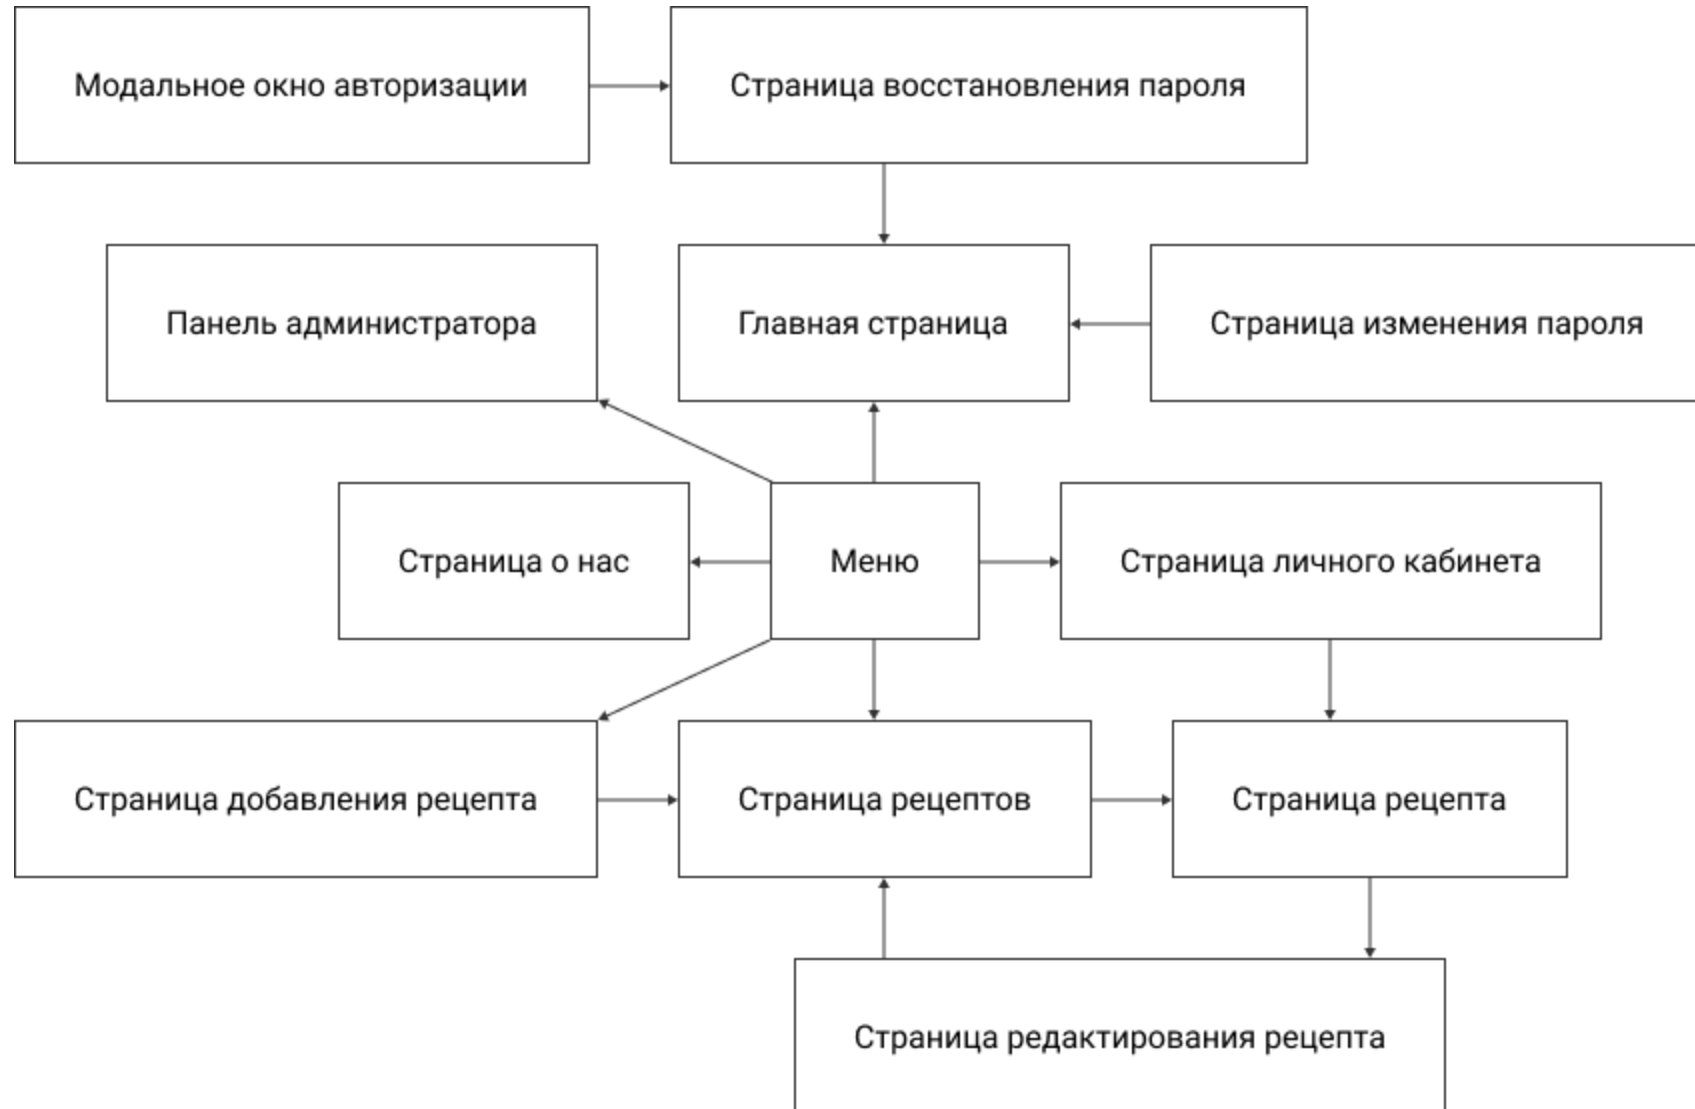 Модальное окно авторизации
Страница восстановления пароля
Панель администратора
Главная страница
Страница изменения пароля
Страница о нас
Меню
Страница личного кабинета
Страница добавления рецепта
Страница рецептов
Страница рецепта
Страница редактирования рецепта